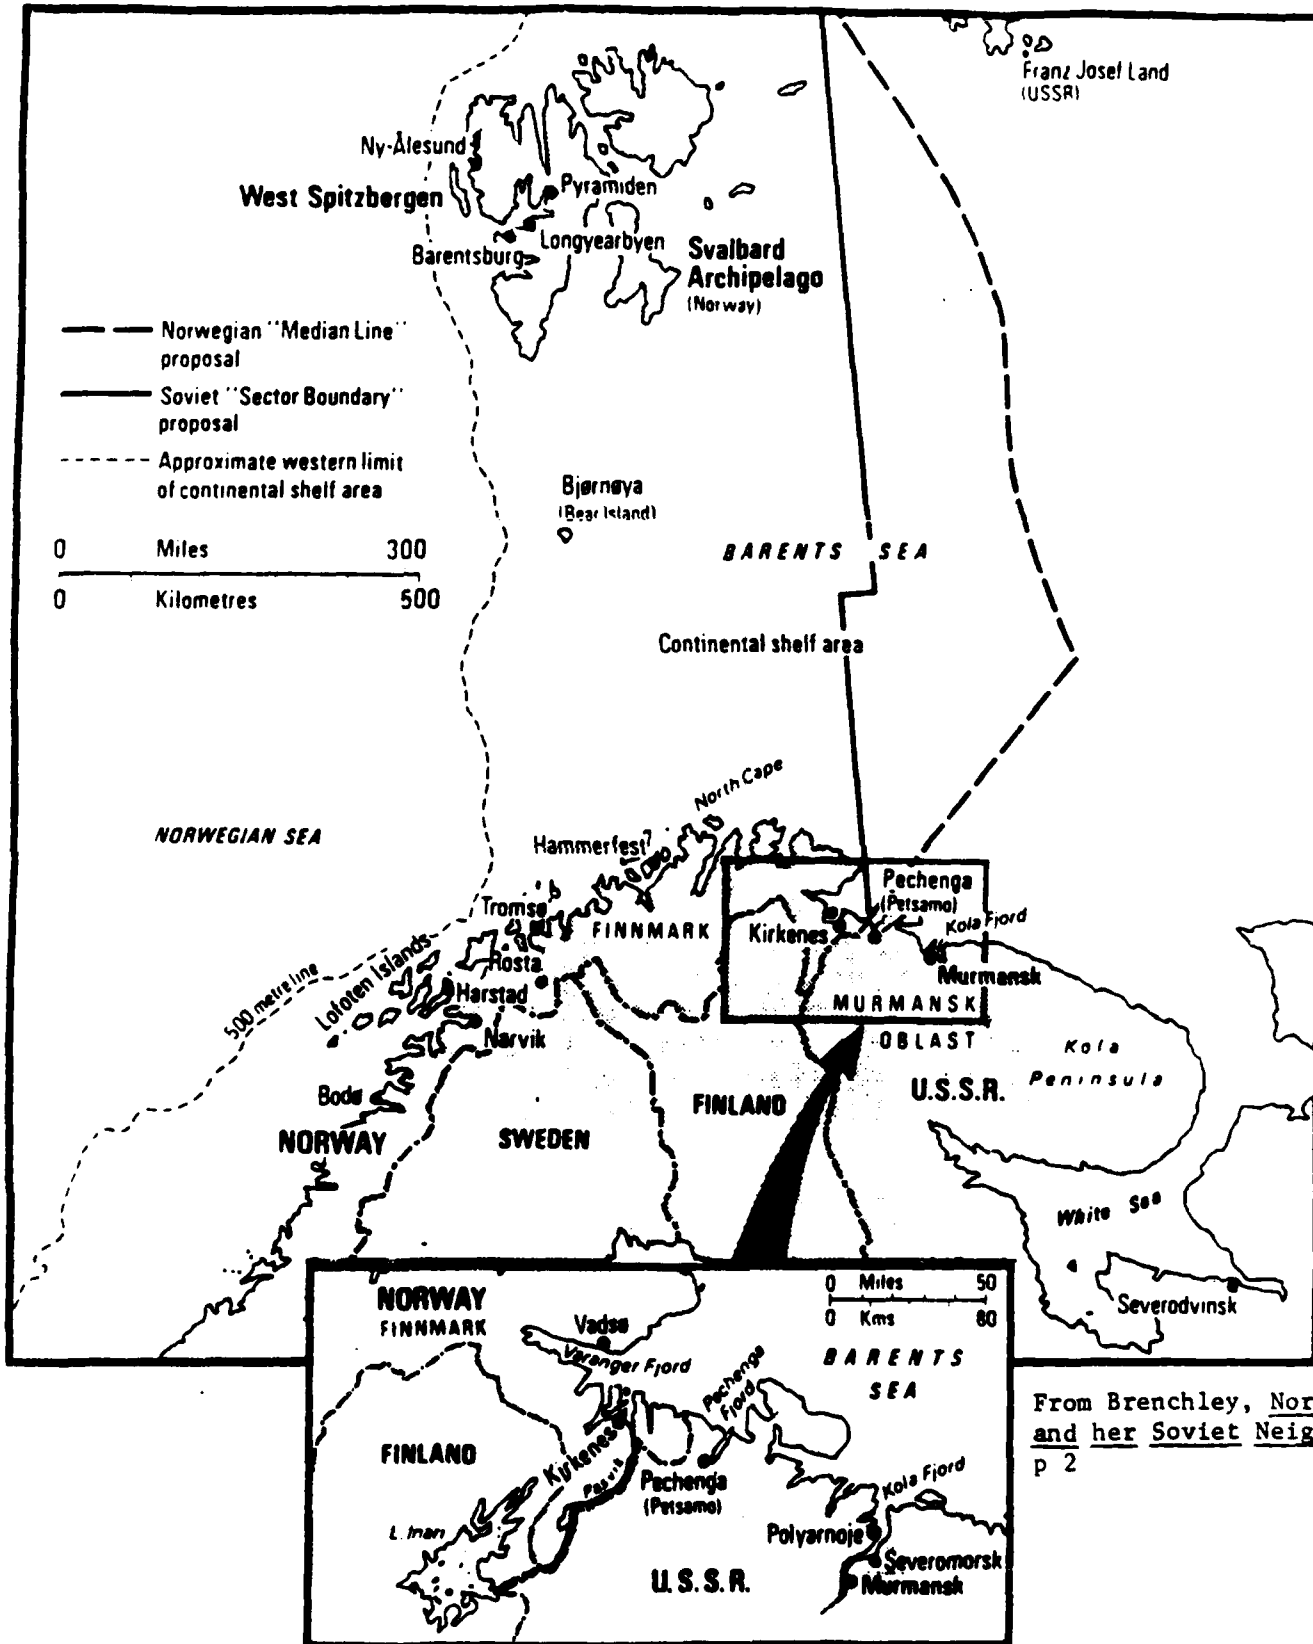 Franz Josef Land
(USSR)
Ny-Ålesund
West Spitzbergen
Pyramiden
Longyearbyen
Barentsburg
Svalbard
Archipelago
(Norway)
Norwegian "Median Line"
proposal
Soviet "Sector Boundary"
proposal
Approximate western limit
of continental shelf area
Bjørnøya
(Bear Island)
0 Miles 300
0 Kilometres 500
BARENTS SEA
Continental shelf area
NORWEGIAN SEA
North Cape
Hammerfest
Tromsø
FINNMARK
Rosta
Harstad
Lofoten Islands
500 metre line
Narvik
Bodø
NORWAY
SWEDEN
FINLAND
Kirkenes
Pechenga
(Petsamo)
Kola Fjord
Murmansk
MURMANSK
OBLAST
U.S.S.R.
Kola
Peninsula
White Sea
Severodvinsk
NORWAY
FINNMARK
Vadsø
Varanger Fjord
0 Miles 50
0 Kms 80
BARENTS
SEA
Pechenga
Fjord
FINLAND
Kirkenes
Pasvik
L. Inari
Pechenga
(Petsamo)
Kola Fjord
Polyarnoje
Severomorsk
Murmansk
U.S.S.R.
From Brenchley, Nor
and her Soviet Neig
p 2